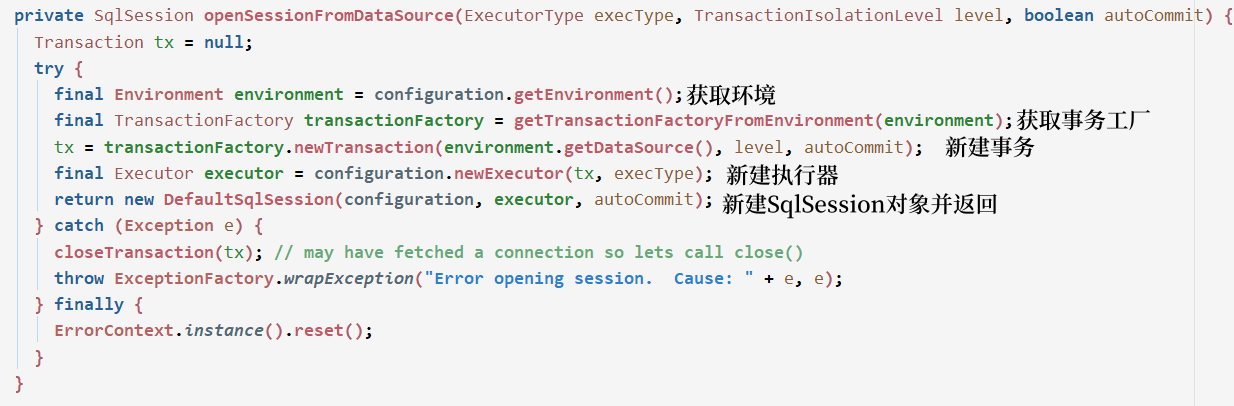 private SqlSession openSessionFromDataSource(ExecutorType execType, TransactionIsolationLevel level, boolean autoCommit) {
Transaction tx = null;
try {
final Environment environment = configuration.getEnvironment();获取环境
final TransactionFactory transactionFactory = getTransactionFactoryFromEnvironment(environment);获取事务工厂
tx = transactionFactory.newTransaction(environment.getDataSource(), level, autoCommit); 新建事务
final Executor executor = configuration.newExecutor(tx, execType); 新建执行器
return new DefaultSqlSession(configuration, executor, autoCommit); 新建SqlSession对象并返回
} catch (Exception e) {
closeTransaction(tx); // may have fetched a connection so lets call close()
throw ExceptionFactory.wrapException("Error opening session.  Cause: " + e, e);
} finally {
ErrorContext.instance().reset();
}
}